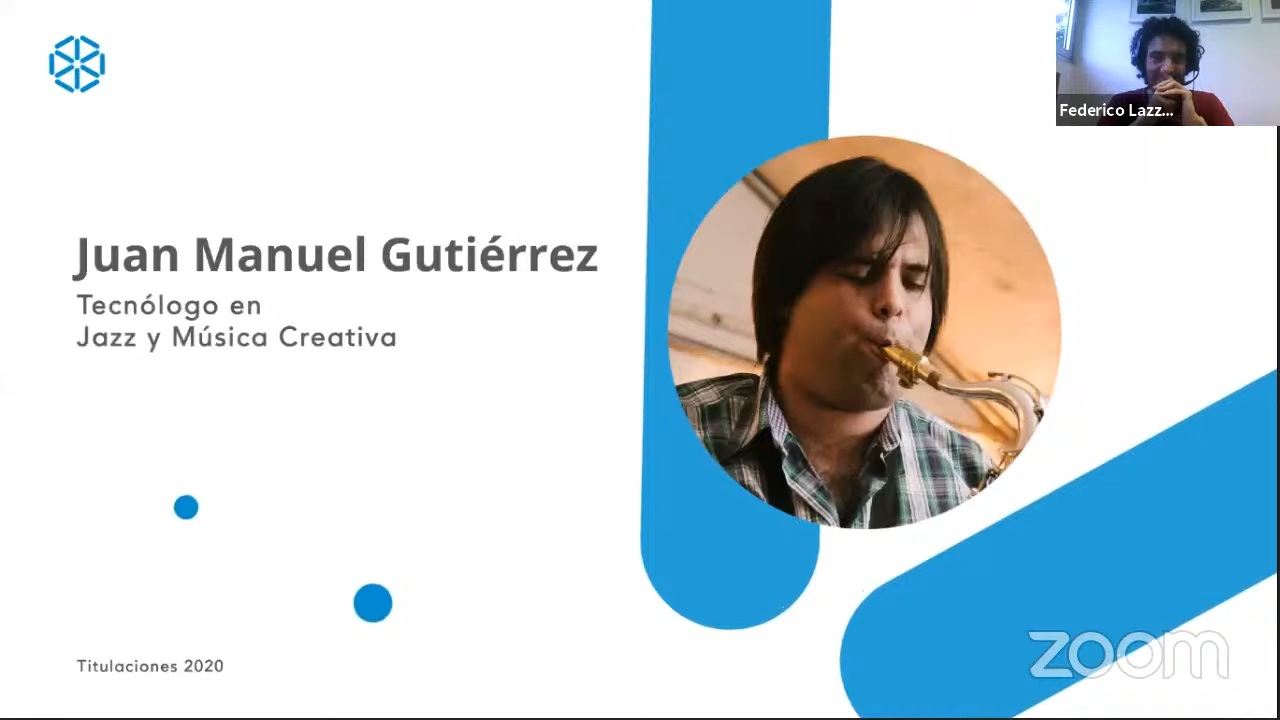 Federico Lazz...
Juan Manuel Gutiérrez
Tecnólogo en
Jazz y Música Creativa
Titulaciones 2020
zoom